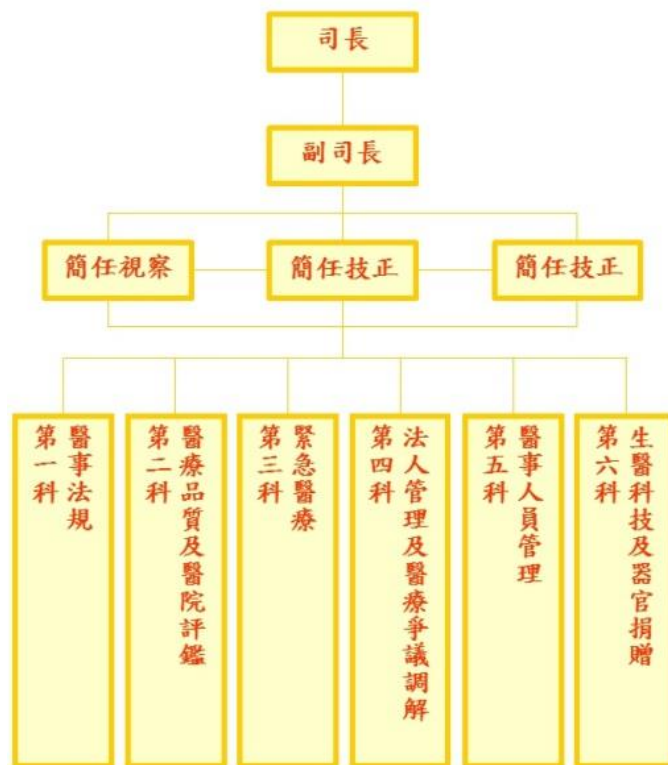 司長
副司長
簡任視察
簡任技正
簡任技正
醫事法規
第一科
醫療品質及醫院評鑑
第二科
緊急醫療
第三科
法人管理及醫療爭議調解
第四科
醫事人員管理
第五科
生醫科技及器官捐贈
第六科